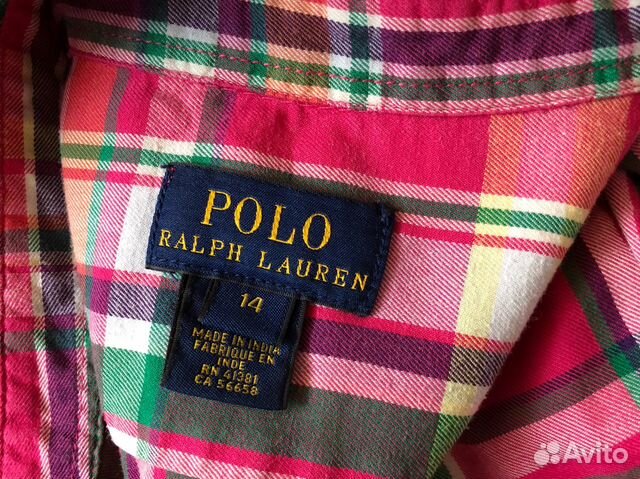 POLO
RALPH LAUREN
14
MADE IN INDIA
FABRIQUE EN
INDE
RN 41381
CA 56658
Avito